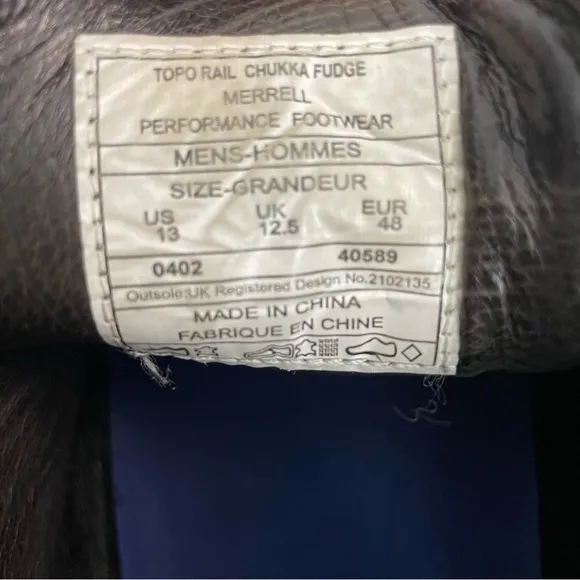 TOPO RAIL CHUKKA FUDGE
MERRELL
PERFORMANCE FOOTWEAR
MENS-HOMMES
SIZE-GRANDEUR
US UK EUR
13 12.5 48
0402 40589
Outsole:UK Registered Design No.2102135
MADE IN CHINA
FABRIQUE EN CHINE